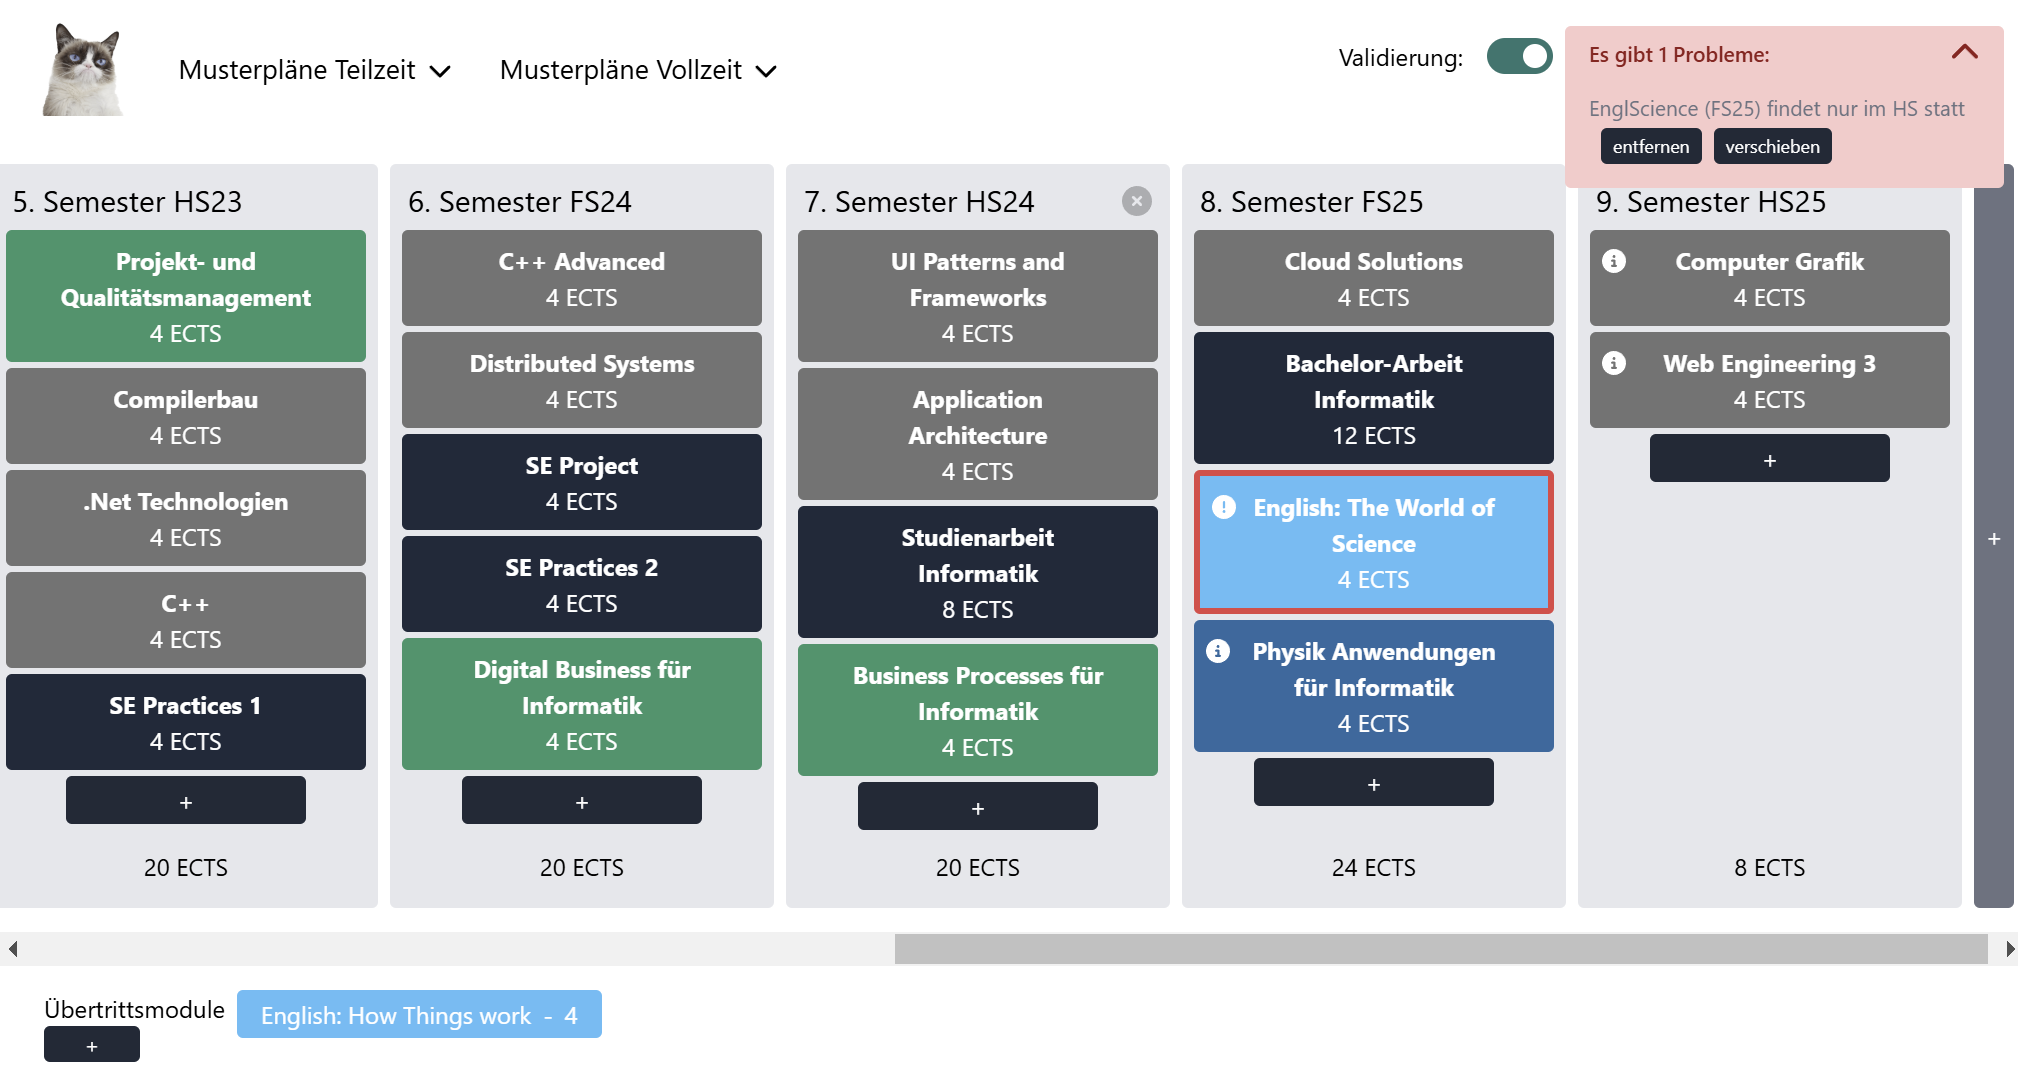 Musterpläne Teilzeit
Musterpläne Vollzeit
Validierung:
Es gibt 1 Probleme:
EnglScience (FS25) findet nur im HS statt
entfernen
verschieben
5. Semester HS23
Projekt- und
Qualitätsmanagement
4 ECTS
Compilerbau
4 ECTS
.Net Technologien
4 ECTS
C++
4 ECTS
SE Practices 1
4 ECTS
+
20 ECTS
6. Semester FS24
C++ Advanced
4 ECTS
Distributed Systems
4 ECTS
SE Project
4 ECTS
SE Practices 2
4 ECTS
Digital Business für
Informatik
4 ECTS
+
20 ECTS
7. Semester HS24
UI Patterns and
Frameworks
4 ECTS
Application
Architecture
4 ECTS
Studienarbeit
Informatik
8 ECTS
Business Processes für
Informatik
4 ECTS
+
20 ECTS
8. Semester FS25
Cloud Solutions
4 ECTS
Bachelor-Arbeit
Informatik
12 ECTS
English: The World of
Science
4 ECTS
Physik Anwendungen
für Informatik
4 ECTS
+
24 ECTS
9. Semester HS25
Computer Grafik
4 ECTS
Web Engineering 3
4 ECTS
+
8 ECTS
+
Übertrittsmodule
English: How Things work - 4
+